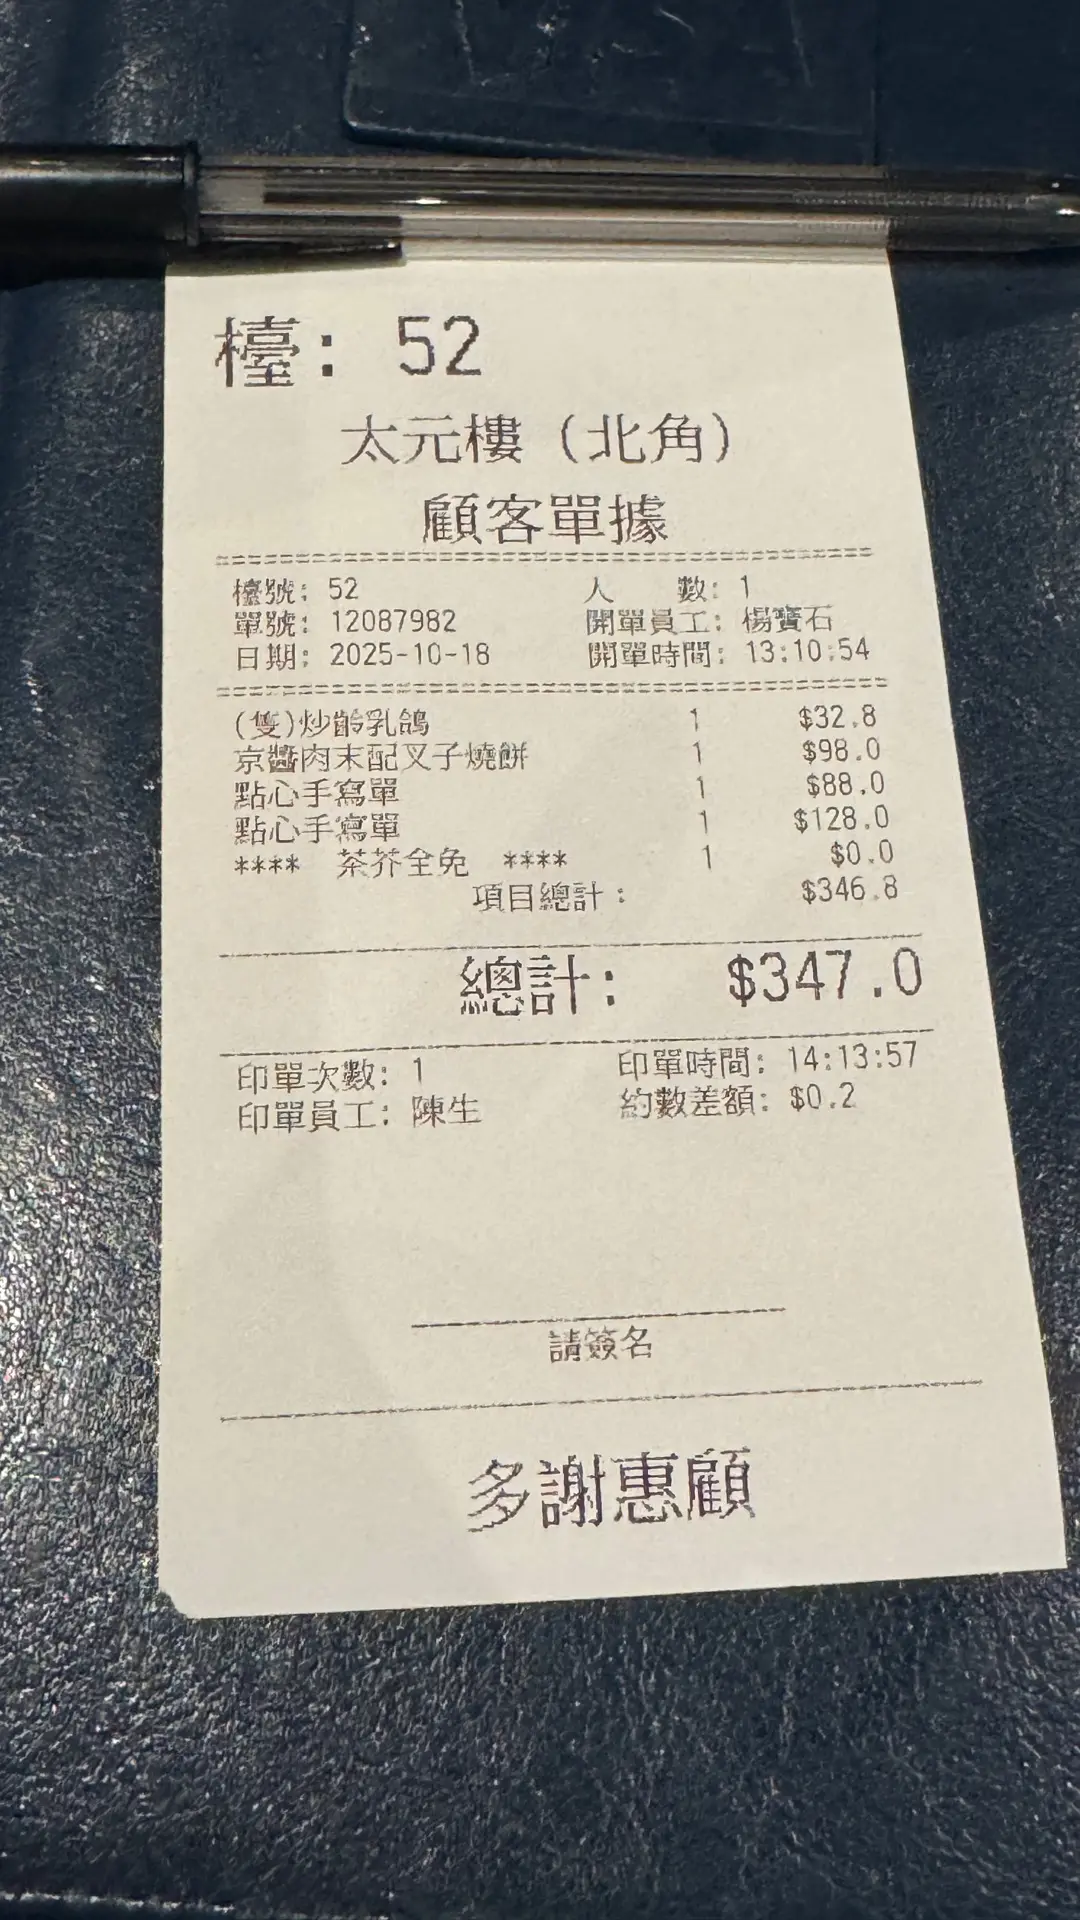 檯: 52
太元樓 (北角)
顧客單據
檯號: 52 人 數: 1
單號: 12087982 開單員工: 楊寶石
日期: 2025-10-18 開單時間: 13:10:54
(隻)炒齡乳鴿 1 $32.8
京醬肉末配叉子燒餅 1 $98.0
點心手寫單 1 $88.0
點心手寫單 1 $128.0
**** 茶芥全免 **** 1 $0.0
項目總計: $346.8
總計: $347.0
印單次數: 1 印單時間: 14:13:57
印單員工: 陳生 約數差額: $0.2
請簽名
多謝惠顧